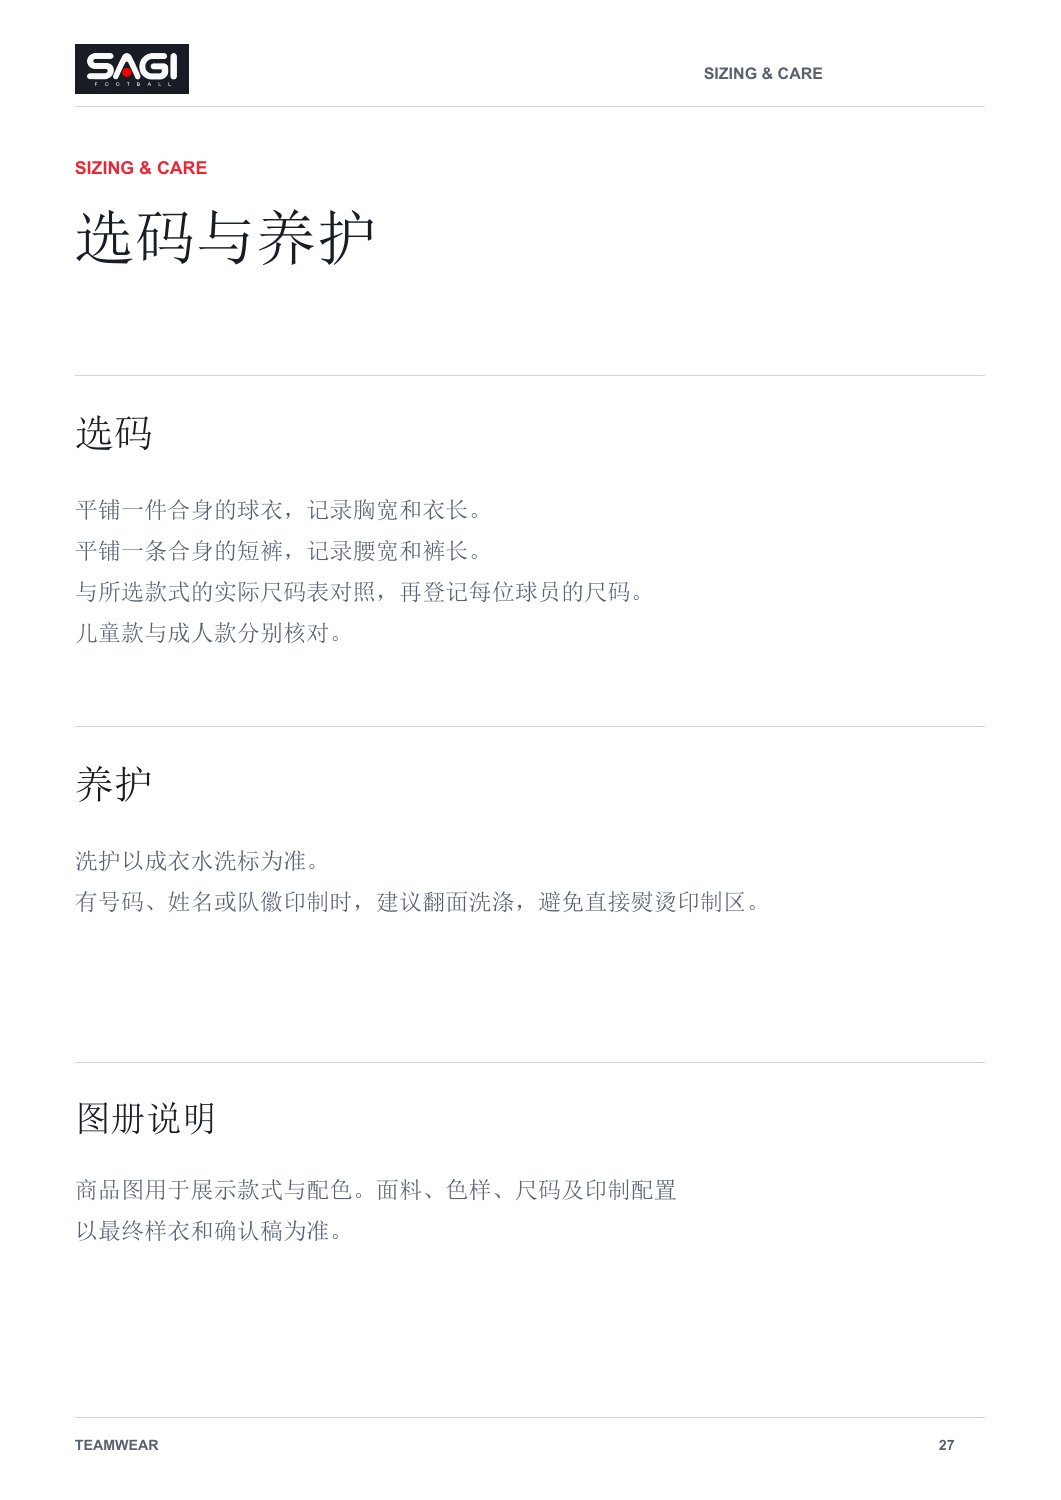 SAGI
FOOTBALL
SIZING & CARE
SIZING & CARE
选码与养护
选码
平铺一件合身的球衣，记录胸宽和衣长。
平铺一条合身的短裤，记录腰宽和裤长。
与所选款式的实际尺码表对照，再登记每位球员的尺码。
儿童款与成人款分别核对。
养护
洗护以成衣水洗标为准。
有号码、姓名或队徽印制时，建议翻面洗涤，避免直接熨烫印制区。
图册说明
商品图用于展示款式与配色。面料、色样、尺码及印制配置
以最终样衣和确认稿为准。
TEAMWEAR
27